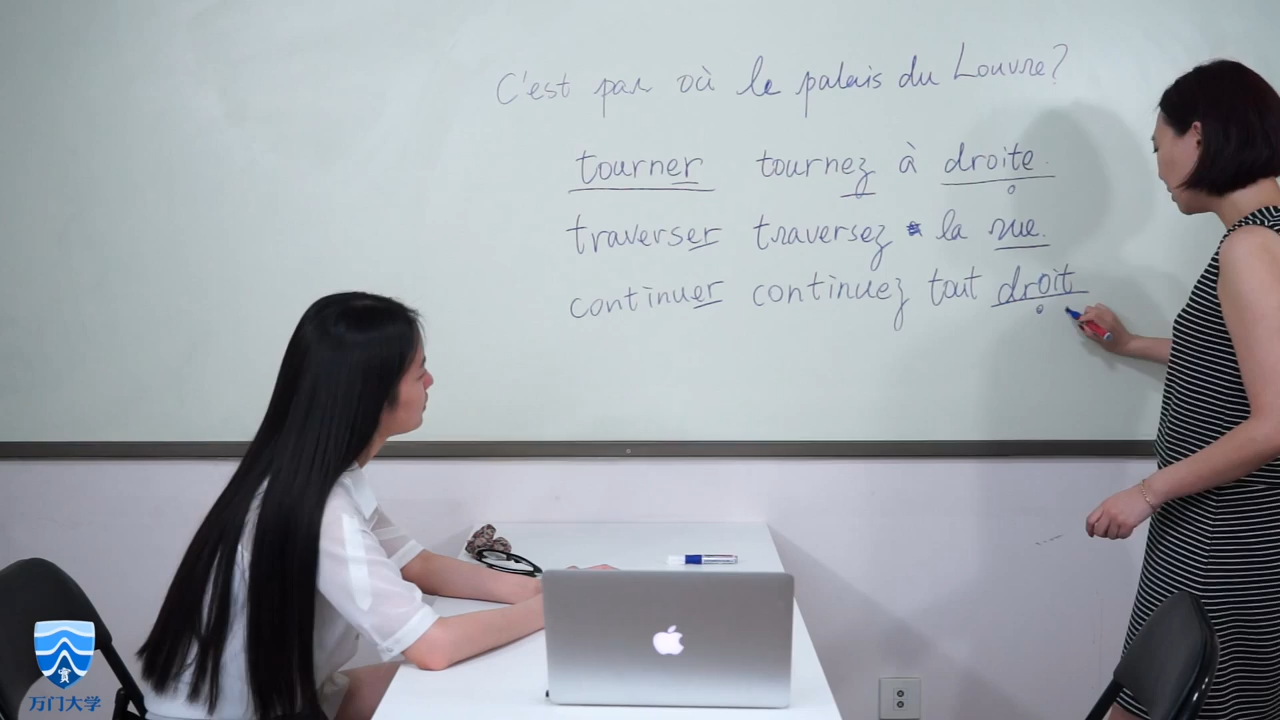 C'est par où le palais du Louvre?
tourner tournez à droite.
traverser traversez la rue.
continuer continuez tout droit
万门大学